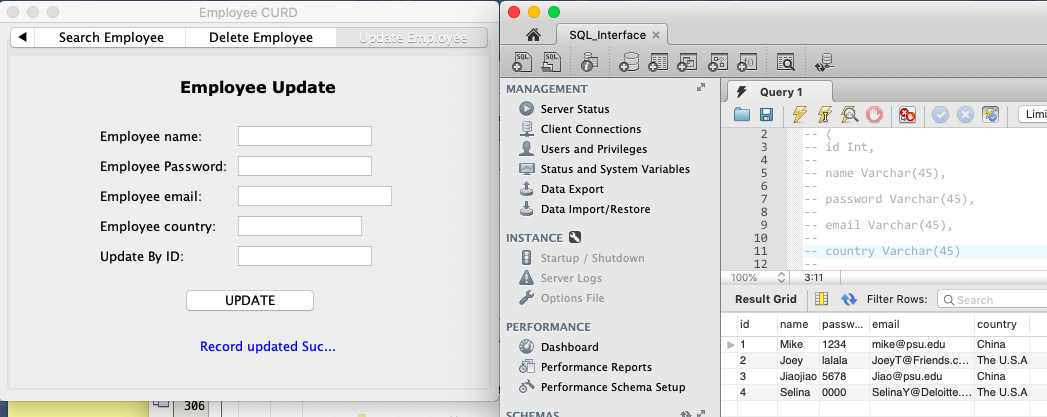 Employee CURD
◀ Search Employee Delete Employee Update Employee
Employee Update
Employee name:
Employee Password:
Employee email:
Employee country:
Update By ID:
UPDATE
Record updated Suc...
306
SQL_Interface
MANAGEMENT
Server Status
Client Connections
Users and Privileges
Status and System Variables
Data Export
Data Import/Restore
INSTANCE
Startup / Shutdown
Server Logs
Options File
PERFORMANCE
Dashboard
Performance Reports
Performance Schema Setup
SCHEMAS
Query 1
Limi
2 -- (
3 -- id Int,
4 --
5 -- name Varchar(45),
6 --
7 -- password Varchar(45),
8 --
9 -- email Varchar(45),
10 --
11 -- country Varchar(45)
12 --
100% 3:11
Result Grid Filter Rows: Search
id name passw... email country
1 Mike 1234 mike@psu.edu China
2 Joey lalala JoeyT@Friends.c... The U.S.A
3 Jiaojiao 5678 Jiao@psu.edu China
4 Selina 0000 SelinaY@Deloitte.... The U.S.A